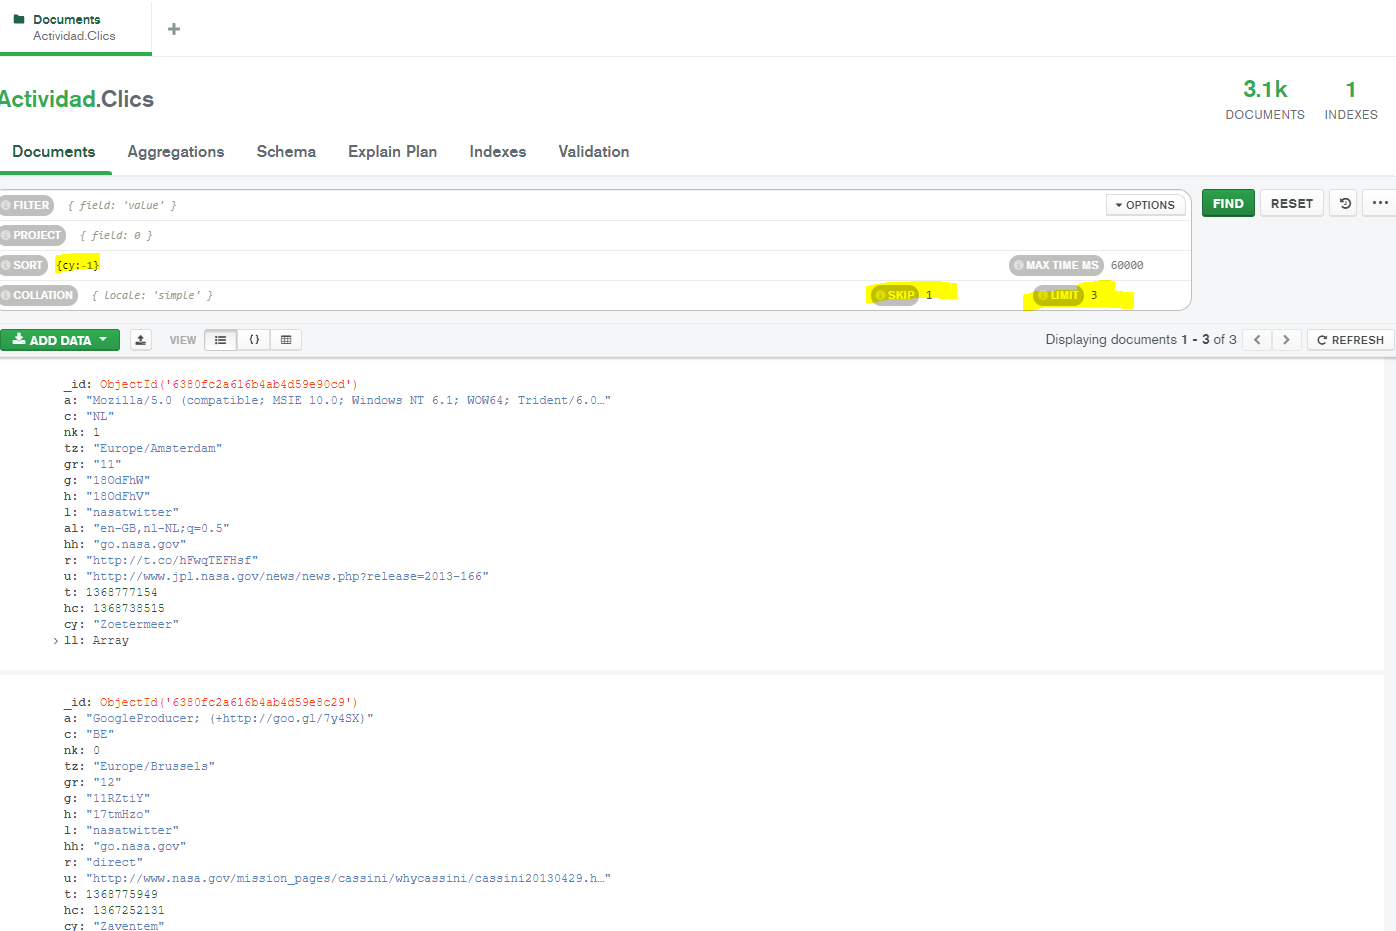 Documents
Actividad.Clics
+
Actividad.Clics
3.1k
DOCUMENTS
1
INDEXES
Documents Aggregations Schema Explain Plan Indexes Validation
FILTER { field: 'value' } OPTIONS FIND RESET ...
PROJECT { field: 0 }
SORT {cy:-1} MAX TIME MS 60000
COLLATION { locale: 'simple' } SKIP 1 LIMIT 3
ADD DATA VIEW {} Displaying documents 1 - 3 of 3 < > REFRESH
_id: ObjectId('6380fc2a616b4ab4d59e90cd')
a: "Mozilla/5.0 (compatible; MSIE 10.0; Windows NT 6.1; WOW64; Trident/6.0…"
c: "NL"
nk: 1
tz: "Europe/Amsterdam"
gr: "11"
g: "18OdFhW"
h: "18OdFhV"
l: "nasatwitter"
al: "en-GB,nl-NL;q=0.5"
hh: "go.nasa.gov"
r: "http://t.co/hFwqTEFHsf"
u: "http://www.jpl.nasa.gov/news/news.php?release=2013-166"
t: 1368777154
hc: 1368738515
cy: "Zoetermeer"
> ll: Array
_id: ObjectId('6380fc2a616b4ab4d59e8c29')
a: "GoogleProducer; (+http://goo.gl/7y4SX)"
c: "BE"
nk: 0
tz: "Europe/Brussels"
gr: "12"
g: "11RZtiY"
h: "17tmHzo"
l: "nasatwitter"
hh: "go.nasa.gov"
r: "direct"
u: "http://www.nasa.gov/mission_pages/cassini/whycassini/cassini20130429.h…"
t: 1368775949
hc: 1367252131
cy: "Zaventem"